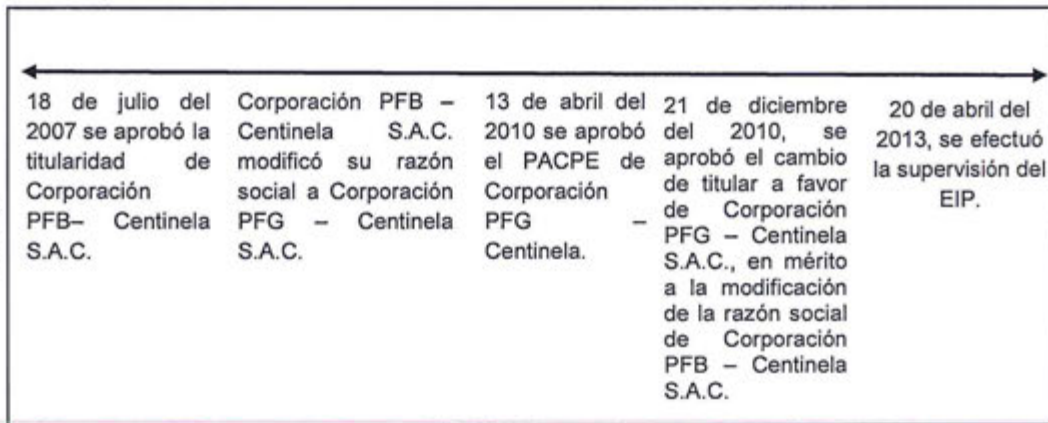 18 de julio del
2007 se aprobó la
titularidad de
Corporación
PFB– Centinela
S.A.C.
Corporación PFB –
Centinela S.A.C.
modificó su razón
social a Corporación
PFG – Centinela
S.A.C.
13 de abril del
2010 se aprobó
el PACPE de
Corporación
PFG –
Centinela.
21 de diciembre
del 2010, se
aprobó el cambio
de titular a favor
de Corporación
PFG – Centinela
S.A.C., en mérito
a la modificación
de la razón social
de Corporación
PFB – Centinela
S.A.C.
20 de abril del
2013, se efectuó
la supervisión del
EIP.